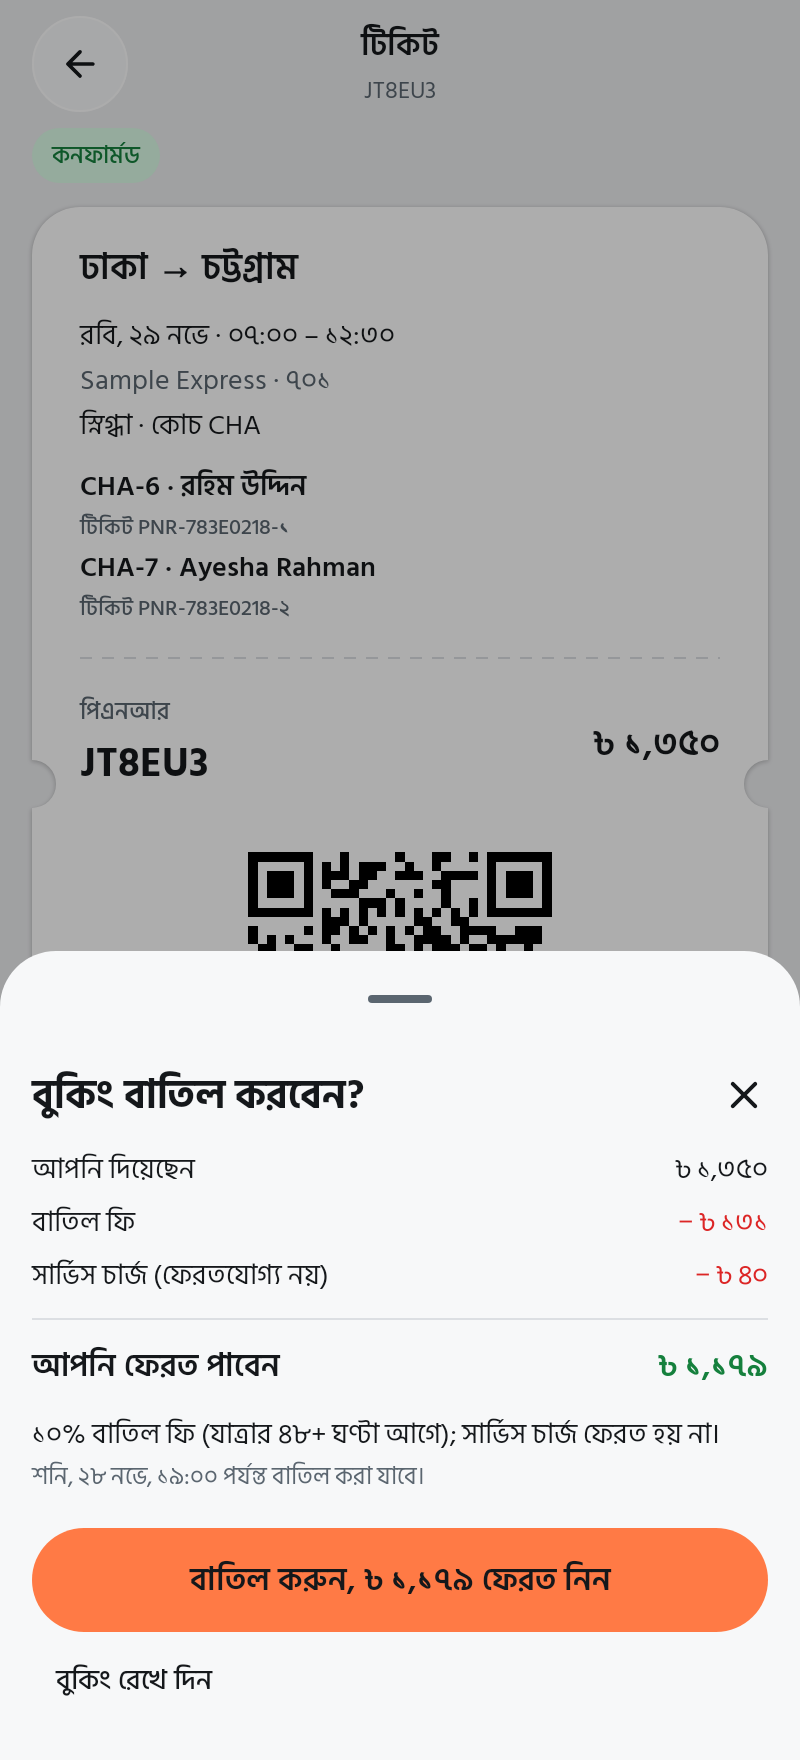 টিকিট
JT8EU3
কনফার্মড
ঢাকা → চট্টগ্রাম
রবি, ২৯ নভে · ০৭:০০ – ১২:৩০
Sample Express · ৭০১
স্নিগ্ধা · কোচ CHA
CHA-6 · রহিম উদ্দিন
টিকিট PNR-783E0218-১
CHA-7 · Ayesha Rahman
টিকিট PNR-783E0218-২
পিএনআর
JT8EU3
৳ ১,৩৫০
বুকিং বাতিল করবেন?
আপনি দিয়েছেন ৳ ১,৩৫০
বাতিল ফি − ৳ ১৩১
সার্ভিস চার্জ (ফেরতযোগ্য নয়) − ৳ ৪০
আপনি ফেরত পাবেন ৳ ১,১৭৯
১০% বাতিল ফি (যাত্রার ৪৮+ ঘণ্টা আগে); সার্ভিস চার্জ ফেরত হয় না।
শনি, ২৮ নভে, ১৯:০০ পর্যন্ত বাতিল করা যাবে।
বাতিল করুন, ৳ ১,১৭৯ ফেরত নিন
বুকিং রেখে দিন